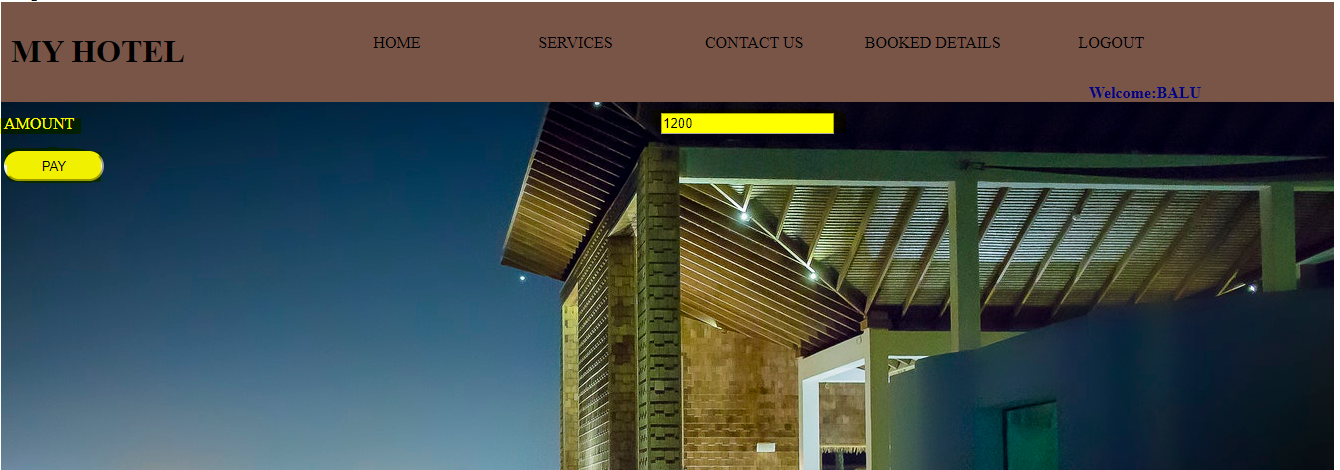 MY HOTEL
HOME SERVICES CONTACT US BOOKED DETAILS LOGOUT
Welcome:BALU
AMOUNT 1200
PAY